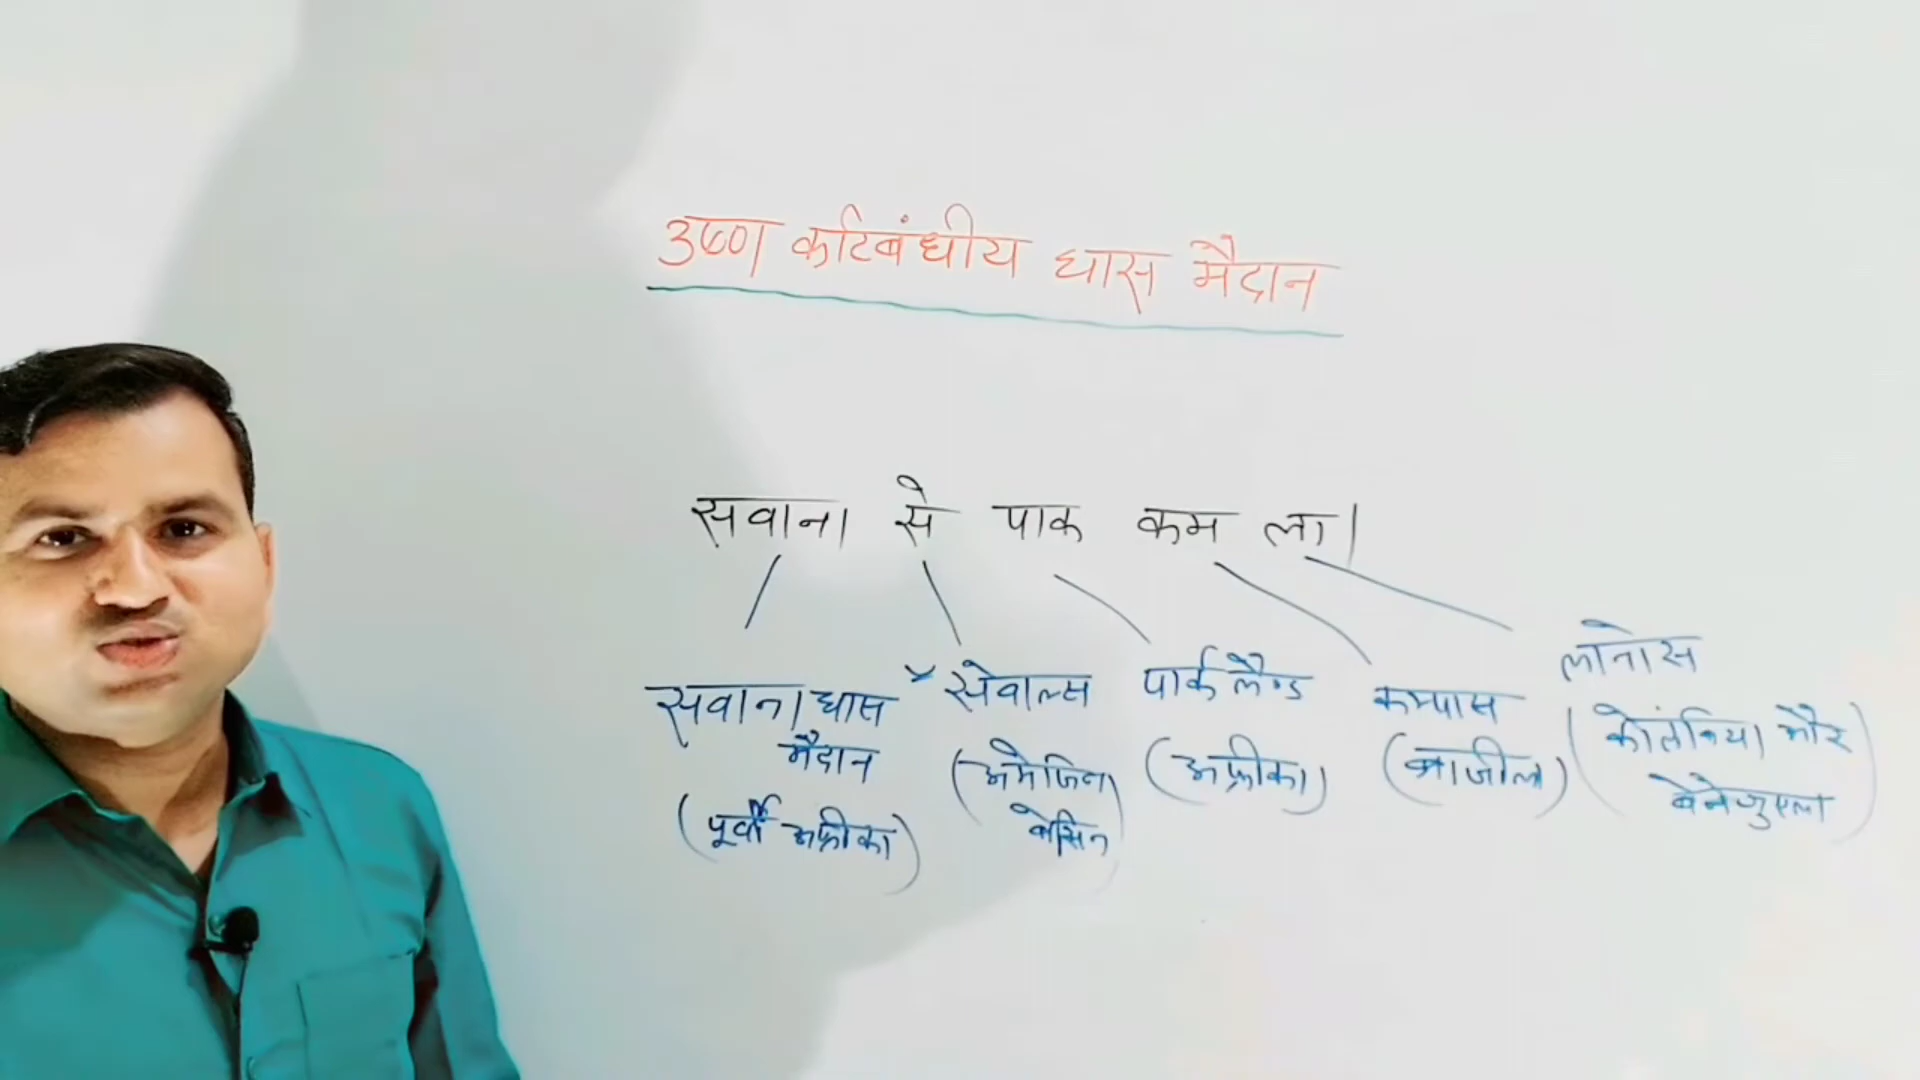 उष्ण कटिबंधीय घास मैदान
सवाना से पाक कम ला।
सवाना घास मैदान (पूर्वी अफ्रीका)
सेवाल्स (अमेजिन बेसिन)
पार्कलैण्ड (अफ्रीका)
कम्पास (ब्राजील)
लानोस (कोलंबिया और वेनेजुएला)